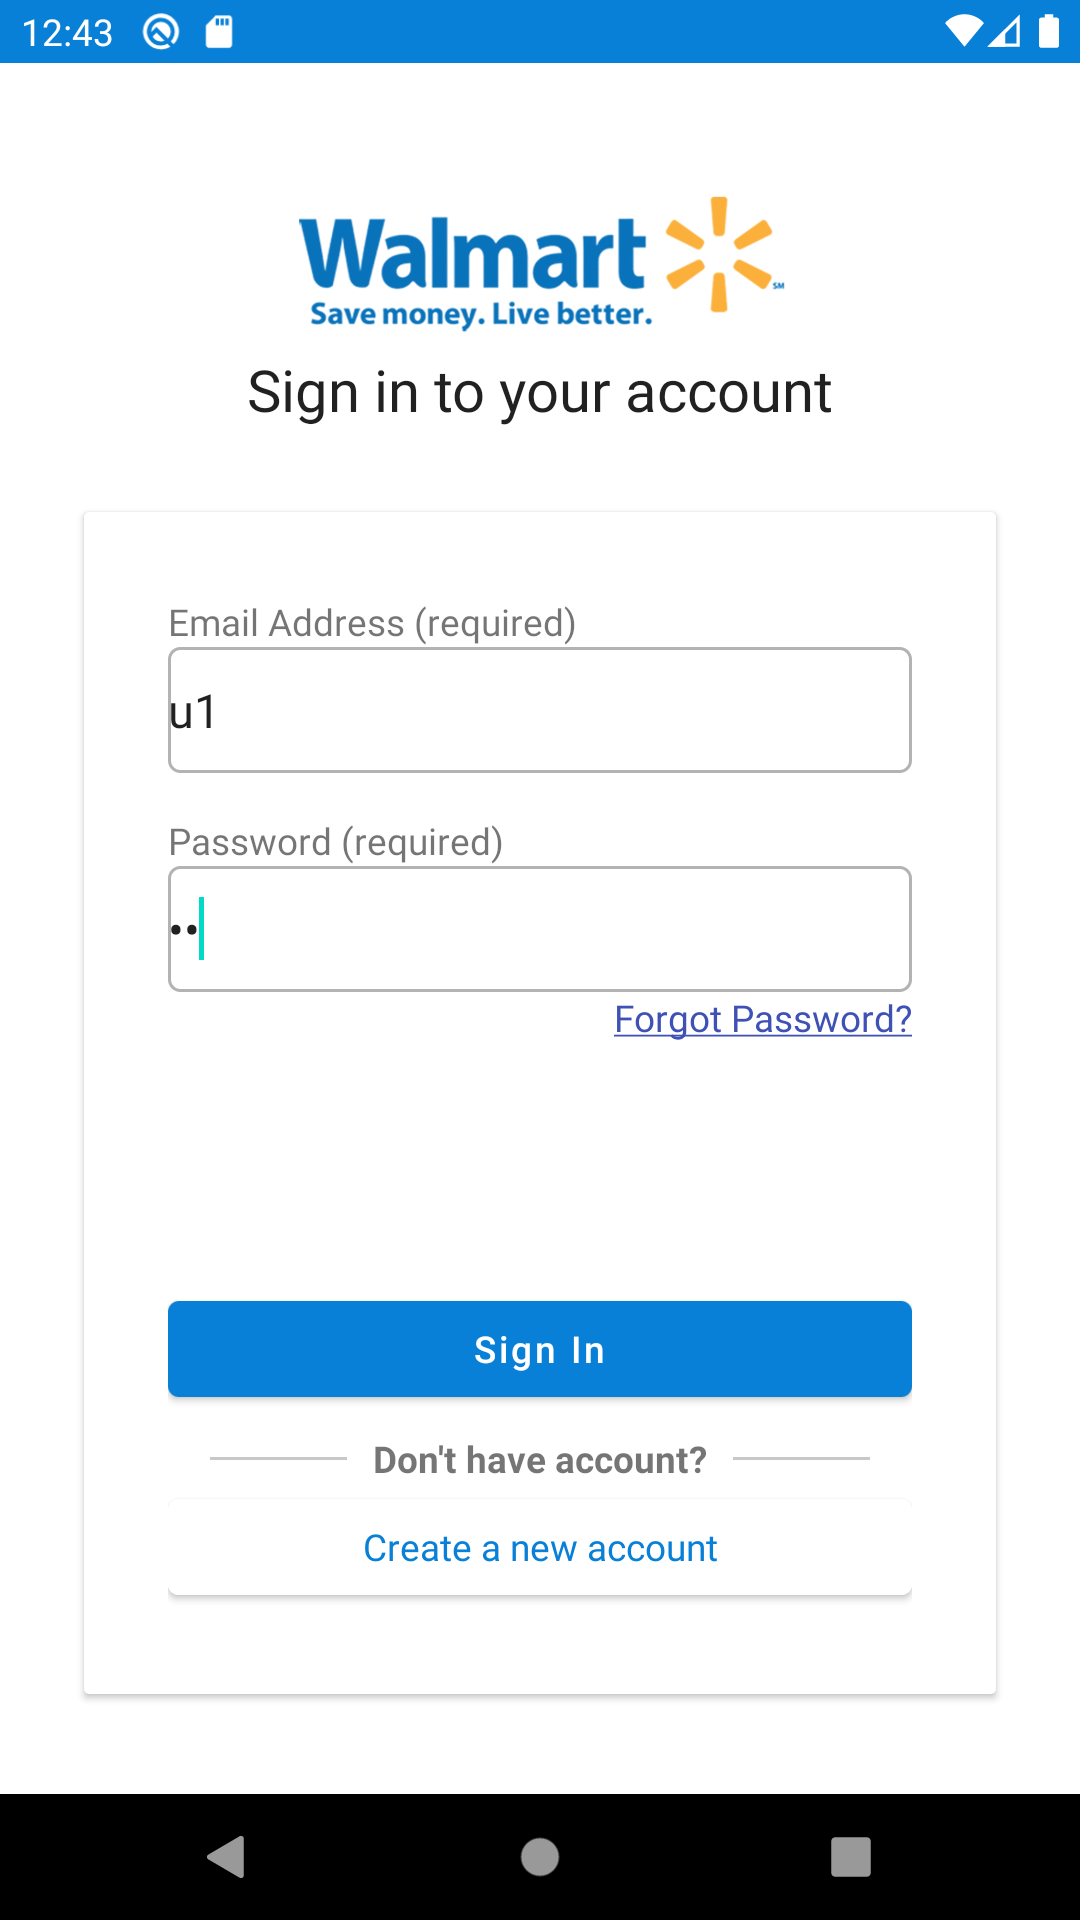 12:43
Walmart
SM
Save money. Live better.
Sign in to your account
Email Address (required)
u1
Password (required)
••
Forgot Password?
Sign In
Don't have account?
Create a new account